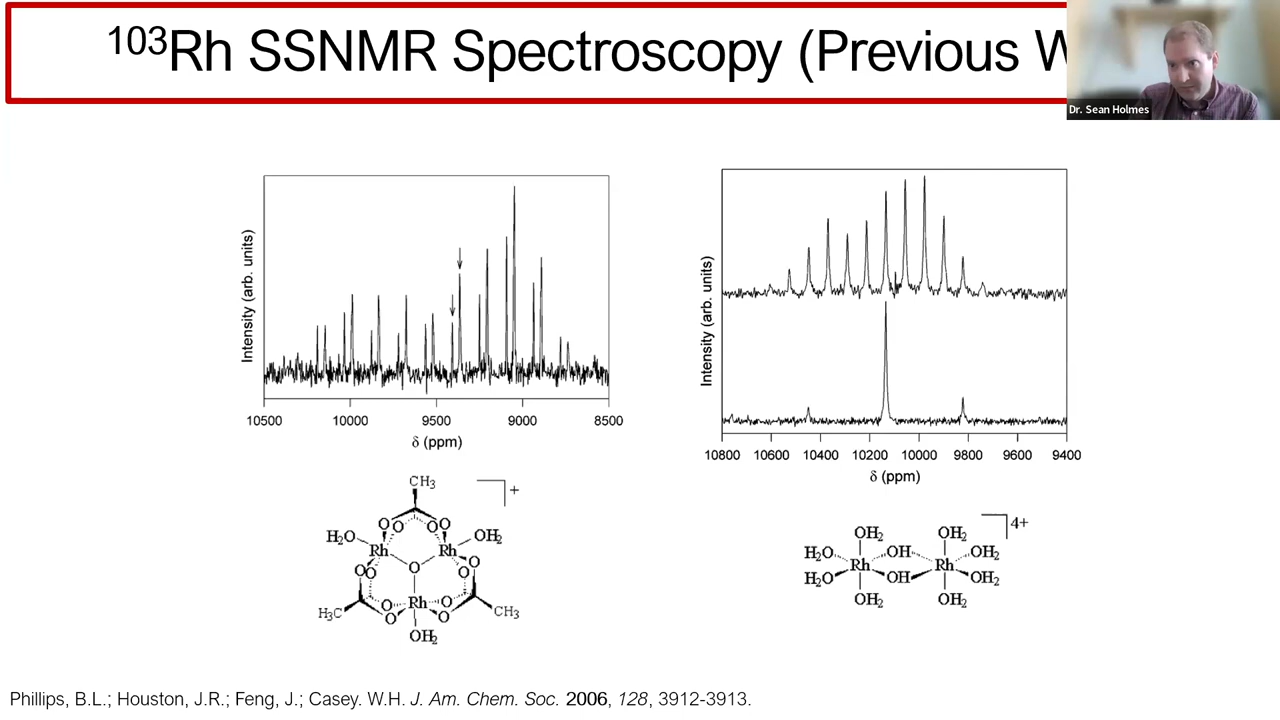 103Rh SSNMR Spectroscopy (Previous W
Dr. Sean Holmes
Intensity (arb. units)
10500 10000 9500 9000 8500
δ (ppm)
Intensity (arb. units)
10800 10600 10400 10200 10000 9800 9600 9400
δ (ppm)
CH3
+
O O O O
H2O Rh Rh OH2
O O O O O
Rh
O O O O
H3C CH3
OH2
4+
OH2 OH2
H2O OH OH2
Rh Rh
H2O OH OH2
OH2 OH2
Phillips, B.L.; Houston, J.R.; Feng, J.; Casey. W.H. J. Am. Chem. Soc. 2006, 128, 3912-3913.